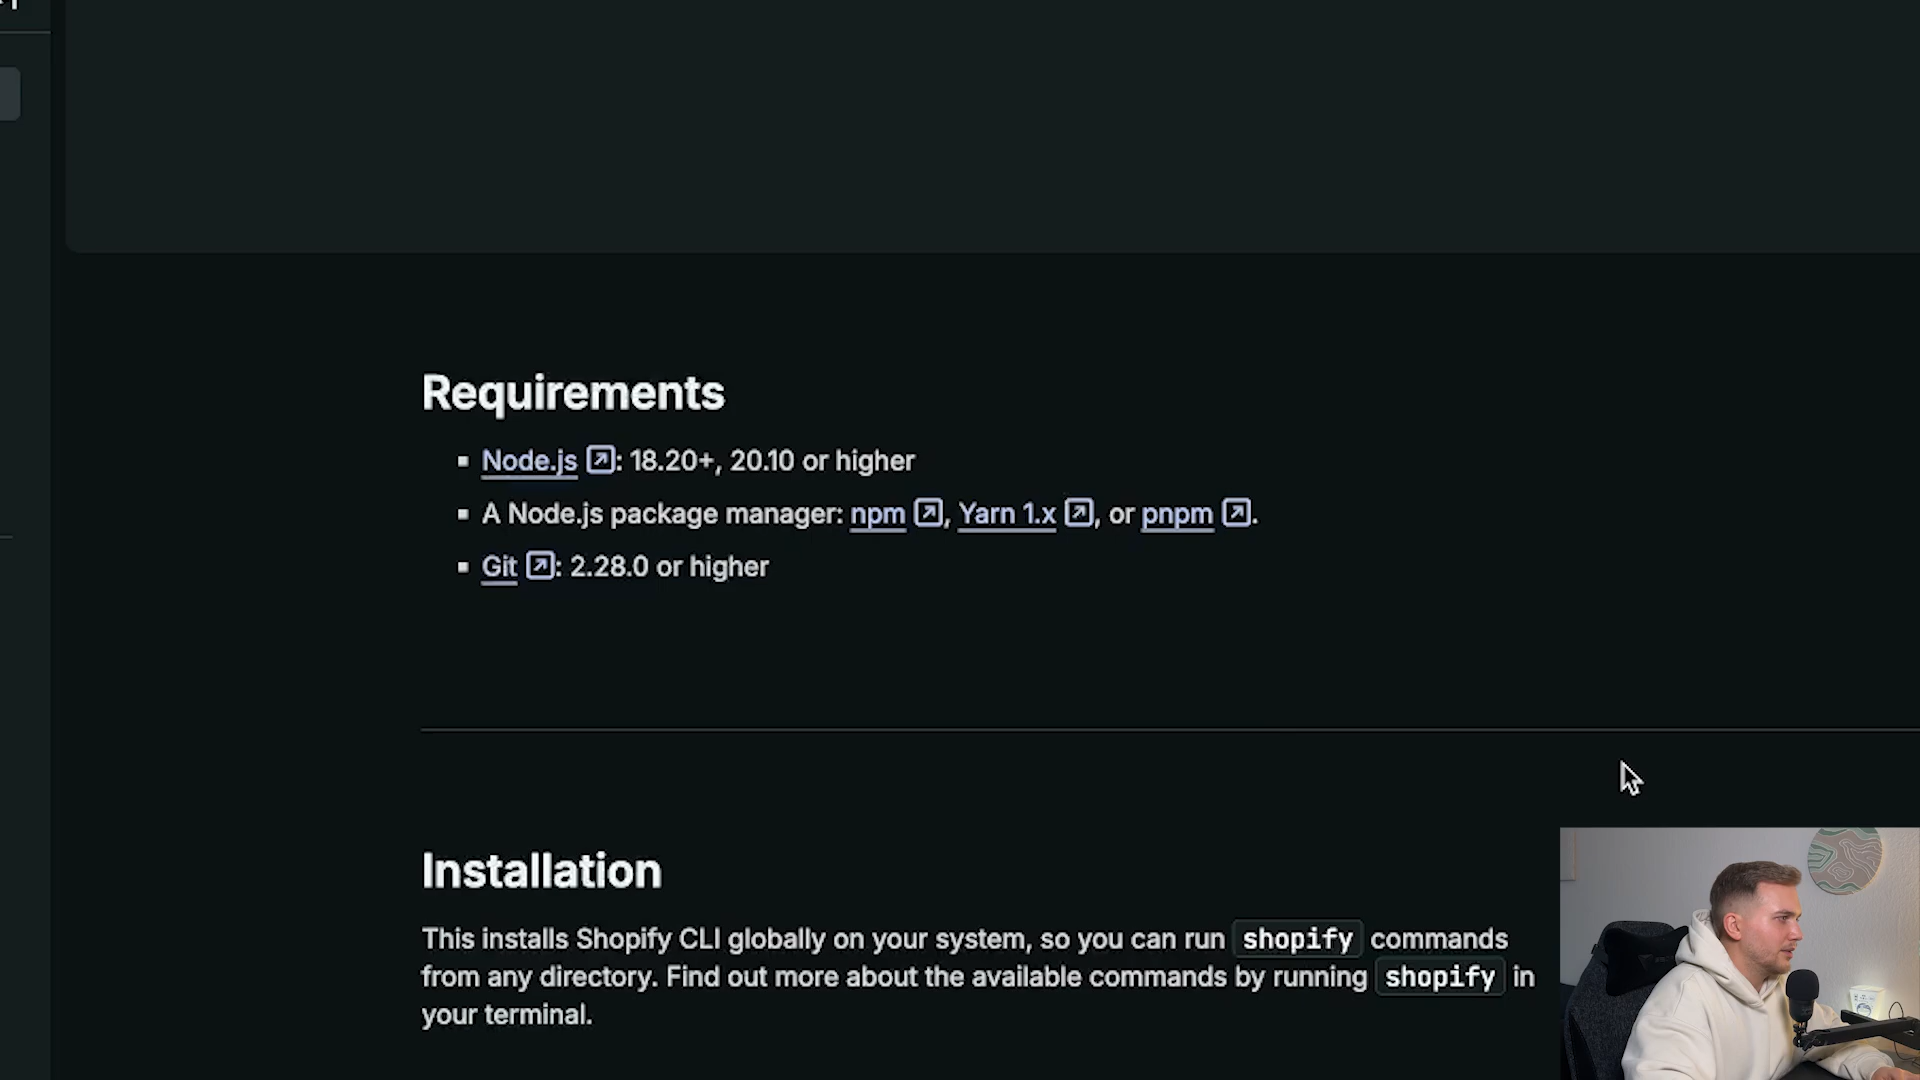 Requirements
Node.js: 18.20+, 20.10 or higher
A Node.js package manager: npm, Yarn 1.x, or pnpm.
Git: 2.28.0 or higher
Installation
This installs Shopify CLI globally on your system, so you can run shopify commands
from any directory. Find out more about the available commands by running shopify in
your terminal.